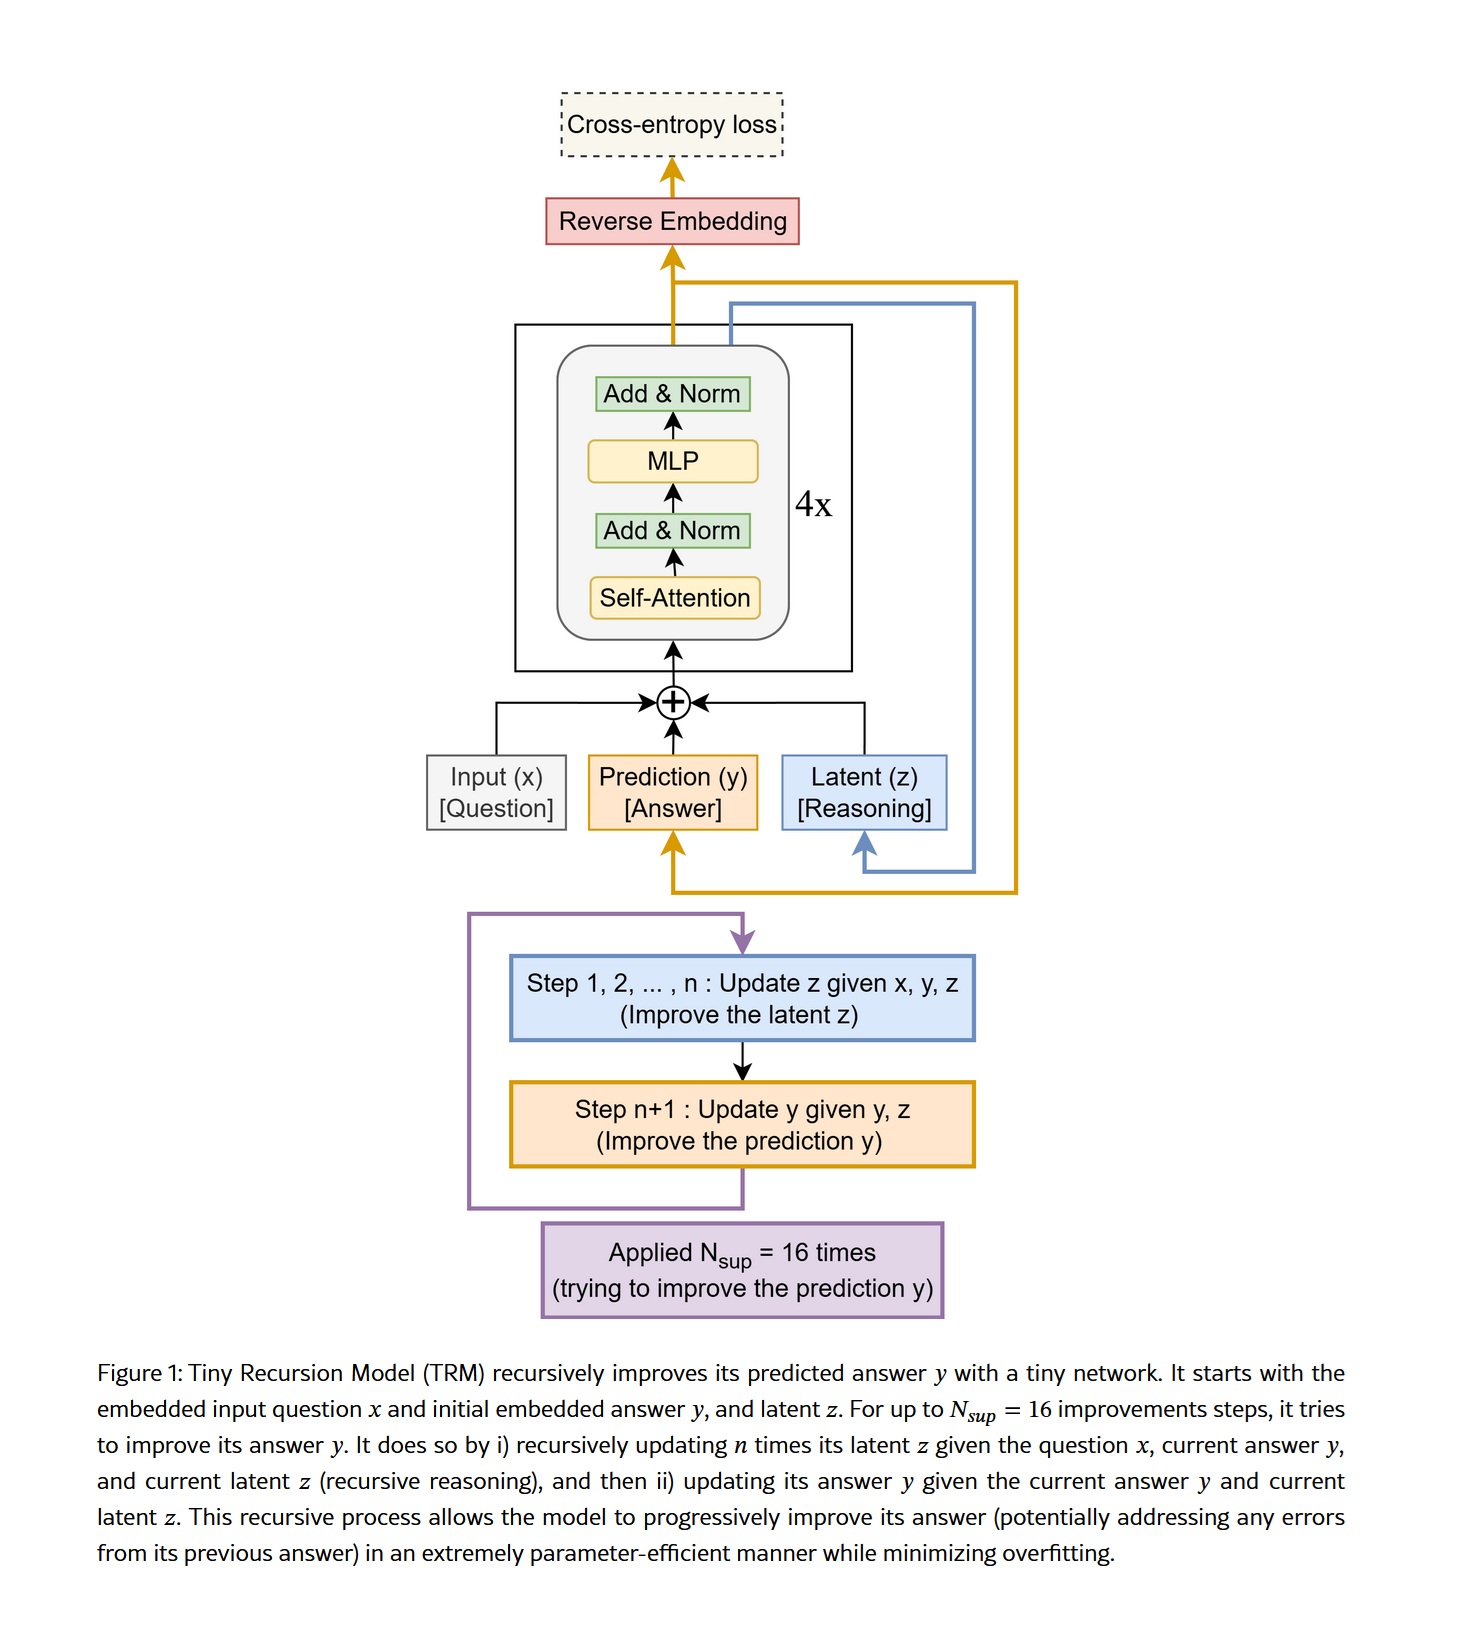 Cross-entropy loss
Reverse Embedding
Add & Norm
MLP
4x
Add & Norm
Self-Attention
+
Input (x)
[Question]
Prediction (y)
[Answer]
Latent (z)
[Reasoning]
Step 1, 2, ... , n : Update z given x, y, z
(Improve the latent z)
Step n+1 : Update y given y, z
(Improve the prediction y)
Applied Nsup = 16 times
(trying to improve the prediction y)
Figure 1: Tiny Recursion Model (TRM) recursively improves its predicted answer y with a tiny network. It starts with the
embedded input question x and initial embedded answer y, and latent z. For up to Nsup = 16 improvements steps, it tries
to improve its answer y. It does so by i) recursively updating n times its latent z given the question x, current answer y,
and current latent z (recursive reasoning), and then ii) updating its answer y given the current answer y and current
latent z. This recursive process allows the model to progressively improve its answer (potentially addressing any errors
from its previous answer) in an extremely parameter-efficient manner while minimizing overfitting.